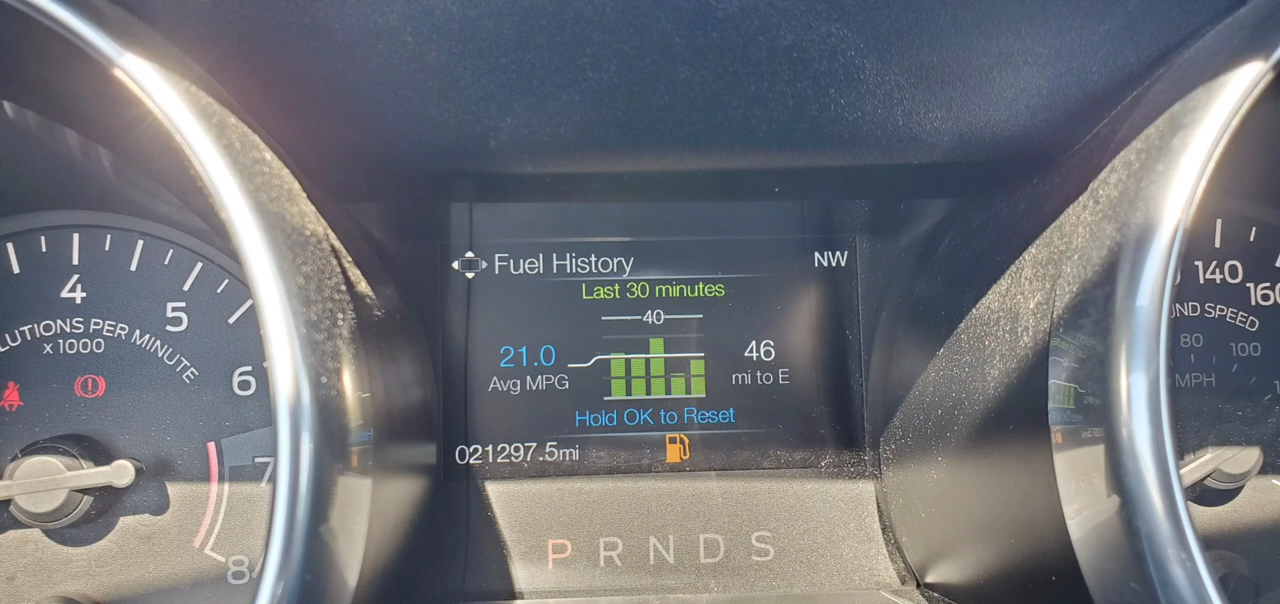 Fuel History
NW
Last 30 minutes
40
21.0
Avg MPG
46
mi to E
Hold OK to Reset
021297.5mi
P R N D S
4
5
6
7
8
LUTIONS PER MINUTE
x 1000
140
160
UND SPEED
80
100
MPH